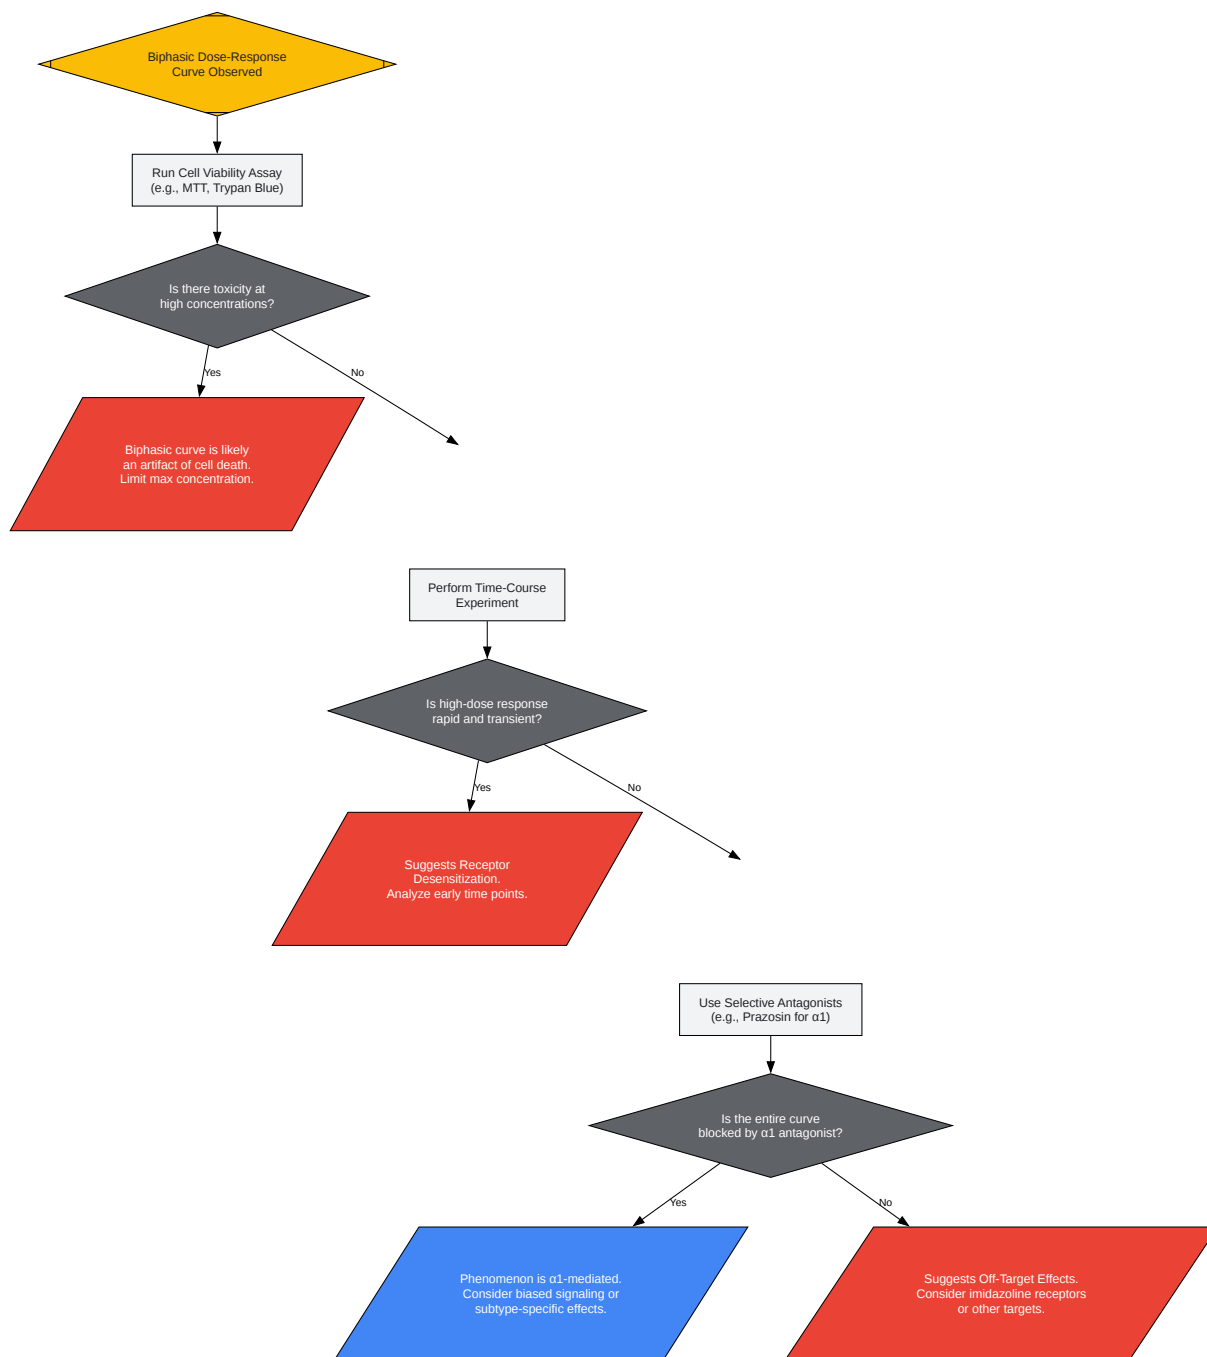 Biphasic Dose-Response
Curve Observed
Run Cell Viability Assay
(e.g., MTT, Trypan Blue)
Is there toxicity at
high concentrations?
Yes
No
Biphasic curve is likely
an artifact of cell death.
Limit max concentration.
Perform Time-Course
Experiment
Is high-dose response
rapid and transient?
Yes
No
Suggests Receptor
Desensitization.
Analyze early time points.
Use Selective Antagonists
(e.g., Prazosin for α1)
Is the entire curve
blocked by α1 antagonist?
Yes
No
Phenomenon is α1-mediated.
Consider biased signaling or
subtype-specific effects.
Suggests Off-Target Effects.
Consider imidazoline receptors
or other targets.